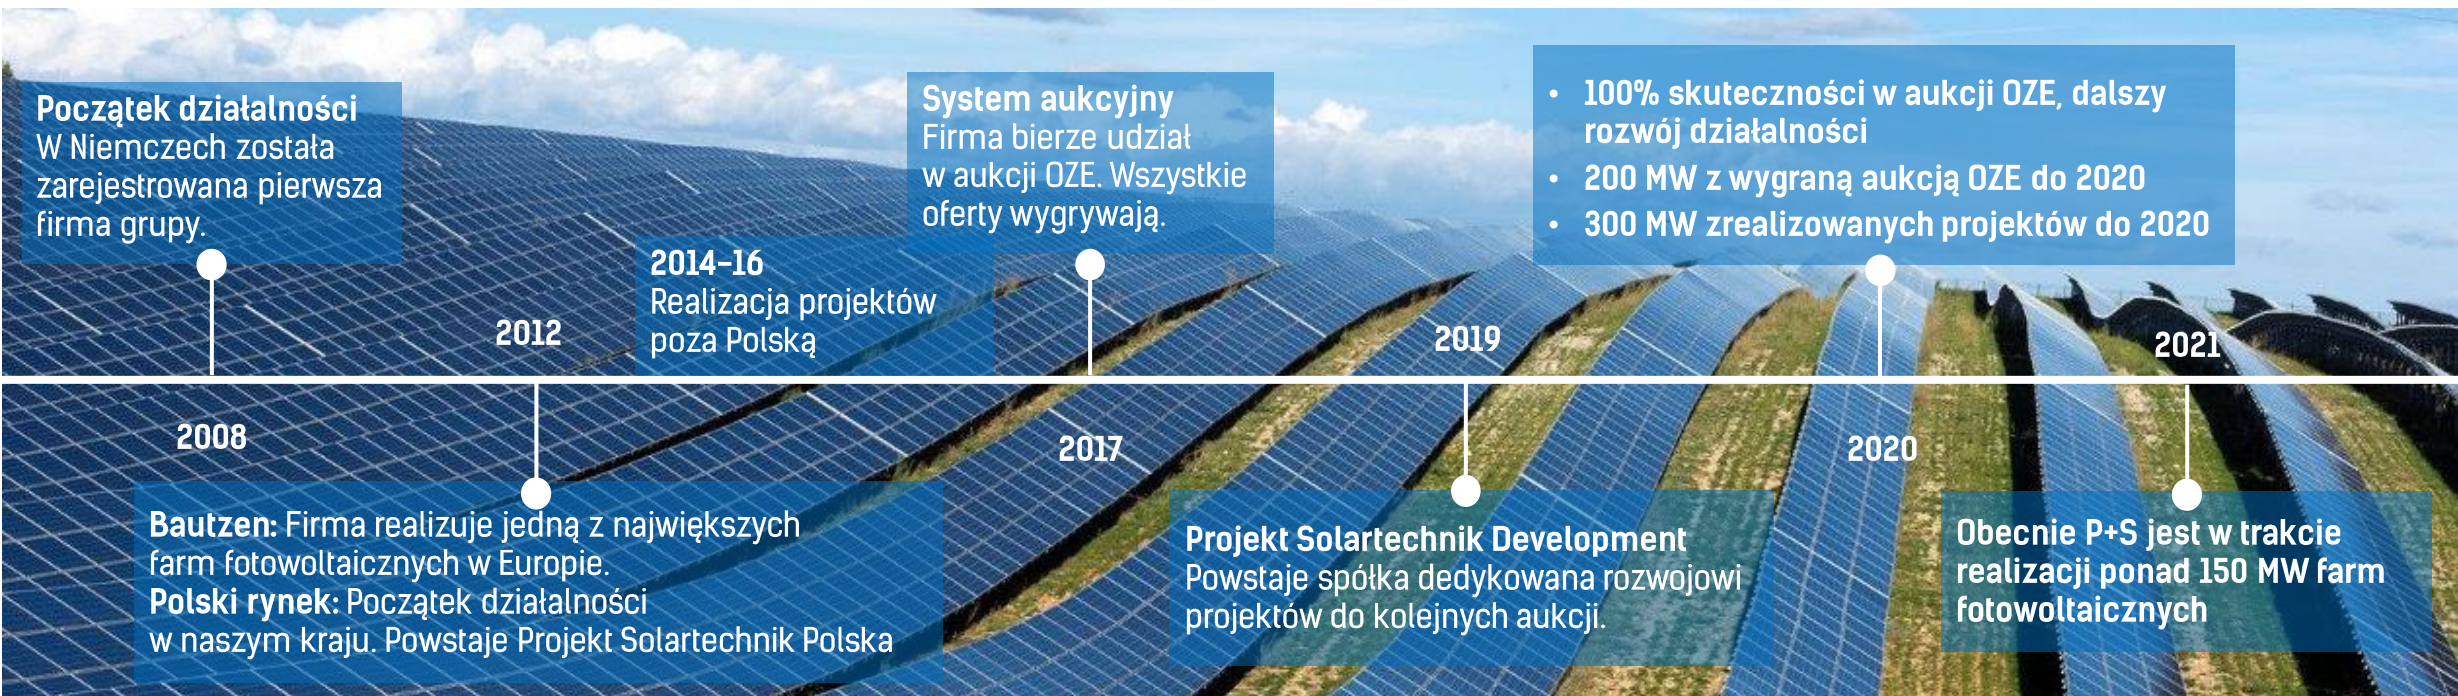 Początek działalności
W Niemczech została
zarejestrowana pierwsza
firma grupy.
2008
2012
Bautzen: Firma realizuje jedną z największych
farm fotowoltaicznych w Europie.
Polski rynek: Początek działalności
w naszym kraju. Powstaje Projekt Solartechnik Polska
2014–16
Realizacja projektów
poza Polską
System aukcyjny
Firma bierze udział
w aukcji OZE. Wszystkie
oferty wygrywają.
2017
2019
Projekt Solartechnik Development
Powstaje spółka dedykowana rozwojowi
projektów do kolejnych aukcji.
• 100% skuteczności w aukcji OZE, dalszy
rozwój działalności
• 200 MW z wygraną aukcją OZE do 2020
• 300 MW zrealizowanych projektów do 2020
2020
2021
Obecnie P+S jest w trakcie
realizacji ponad 150 MW farm
fotowoltaicznych